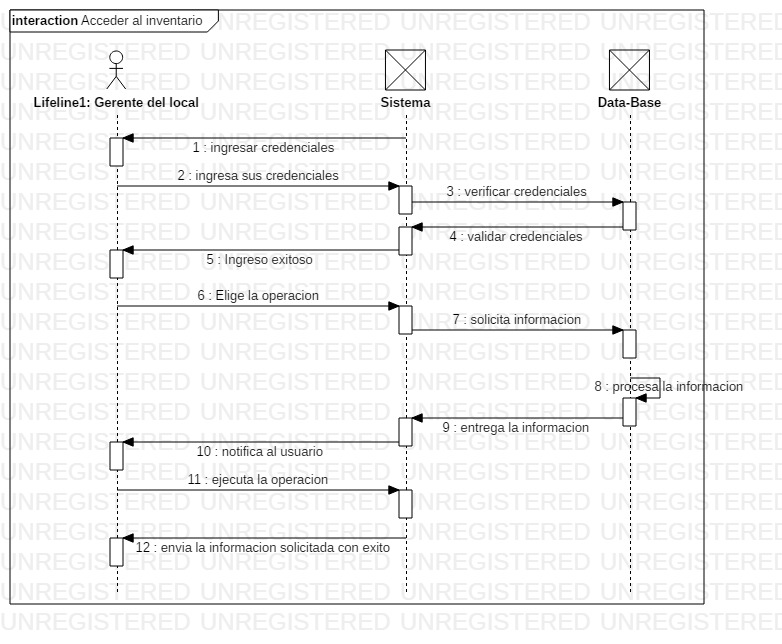 interaction Acceder al inventario
Lifeline1: Gerente del local
Sistema
Data-Base
1 : ingresar credenciales
2 : ingresa sus credenciales
3 : verificar credenciales
4 : validar credenciales
5 : Ingreso exitoso
6 : Elige la operacion
7 : solicita informacion
8 : procesa la informacion
9 : entrega la informacion
10 : notifica al usuario
11 : ejecuta la operacion
12 : envia la informacion solicitada con exito
UNREGISTERED